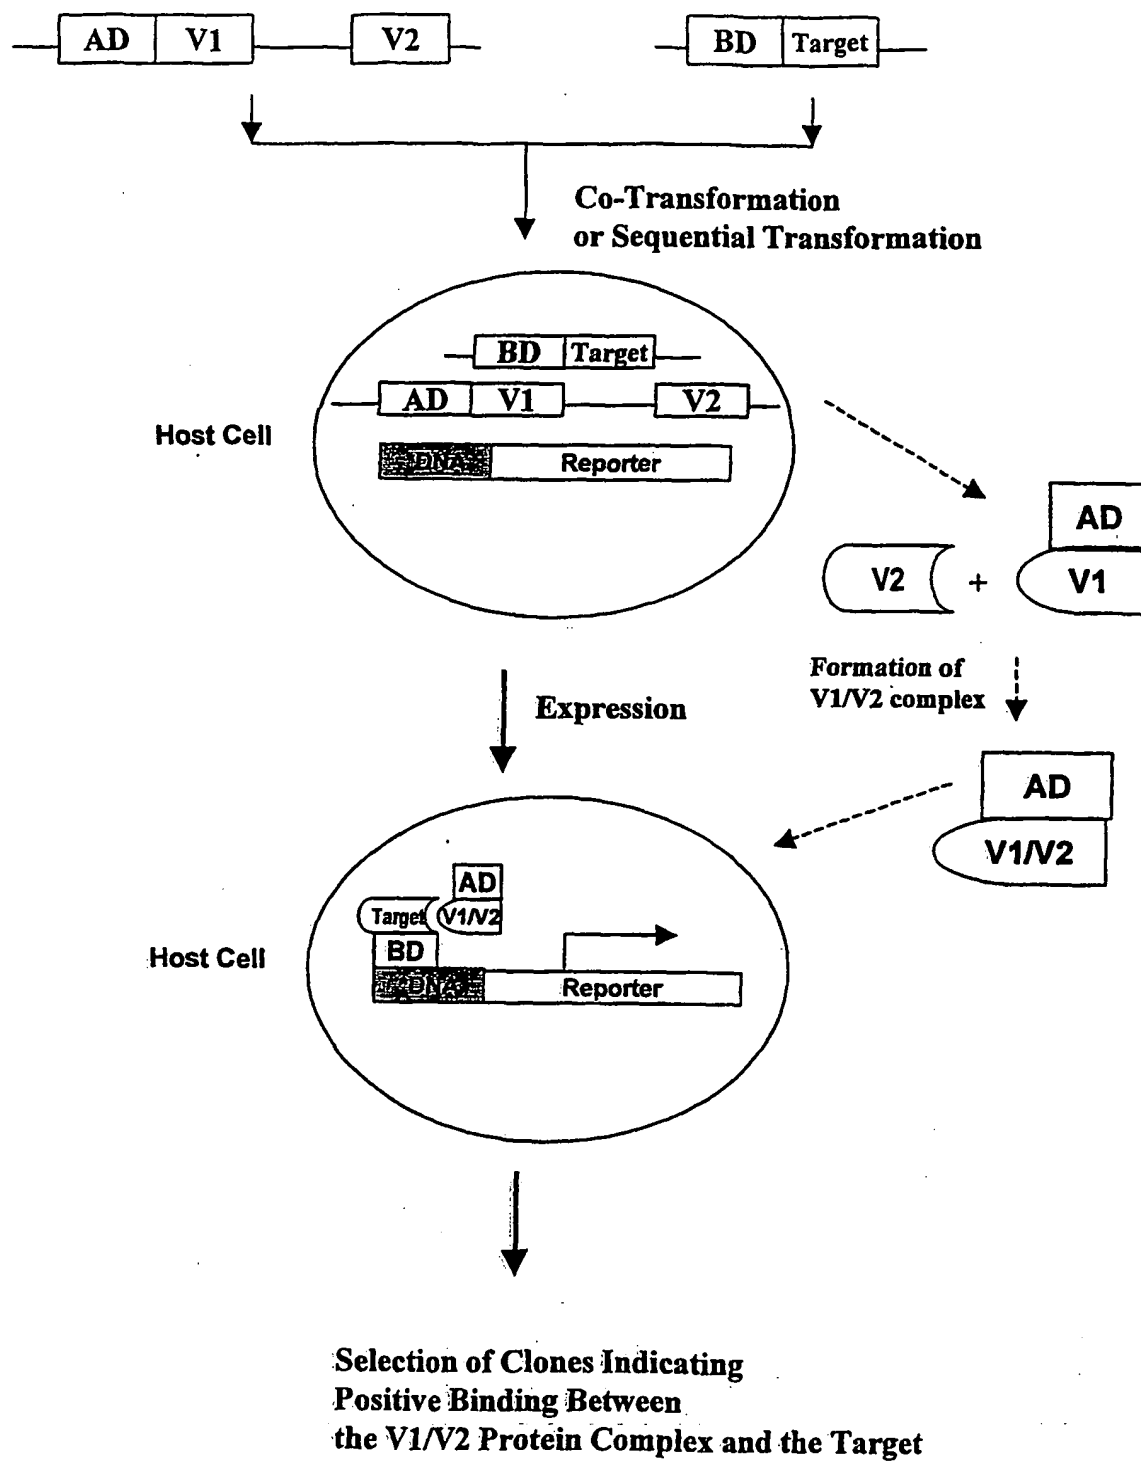 AD V1 V2 BD Target
Co-Transformation
or Sequential Transformation
BD Target
AD V1 V2
Host Cell
DNA Reporter
AD
V2 + V1
Formation of
V1/V2 complex
Expression
AD
V1/V2
AD
Target V1/V2
BD
Host Cell
DNA Reporter
Selection of Clones Indicating
Positive Binding Between
the V1/V2 Protein Complex and the Target